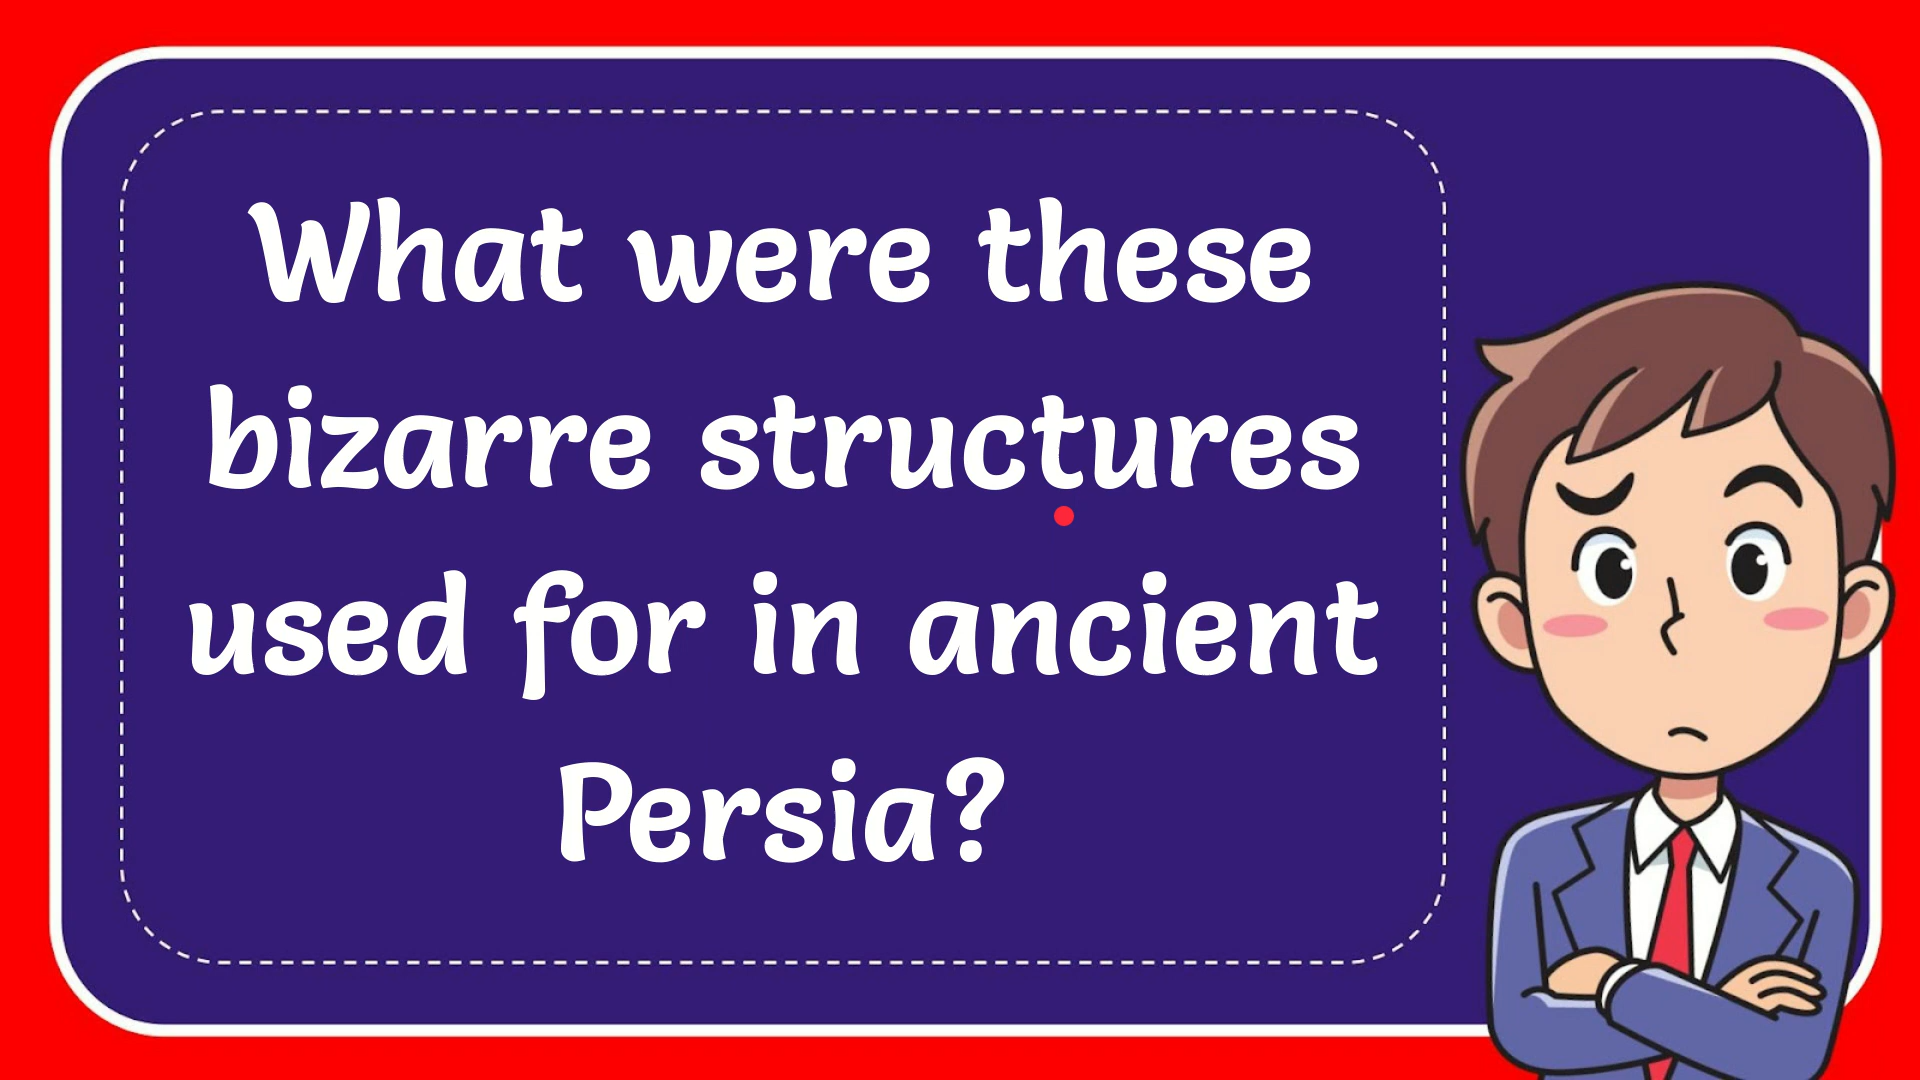 What were these
bizarre structures
used for in ancient
Persia?